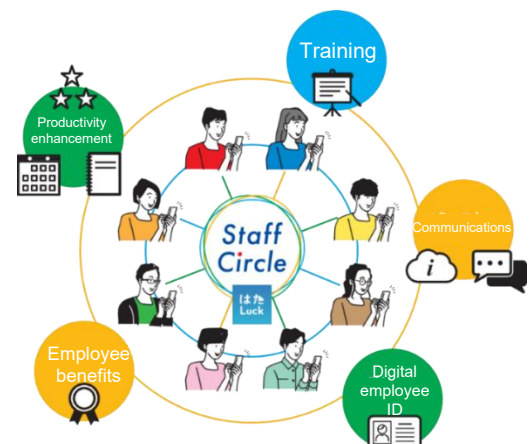 Training
Productivity
enhancement
Communications
Staff
Circle
はた
Luck
Employee
benefits
Digital
employee
ID